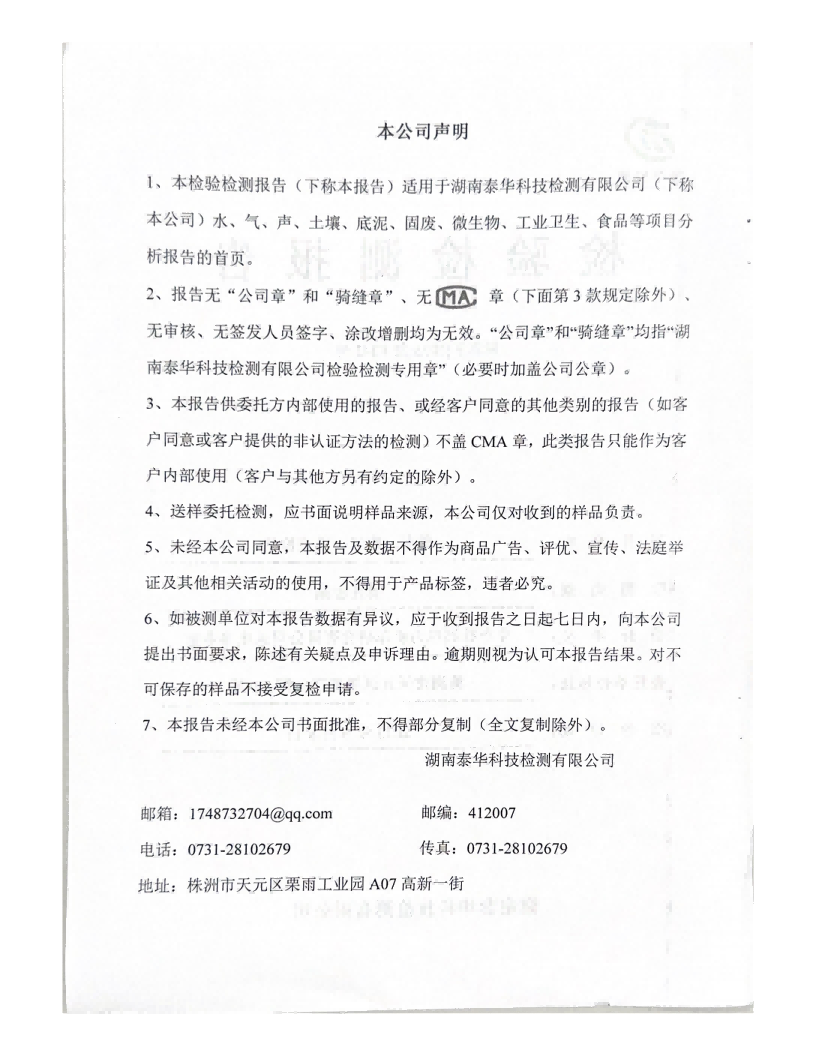 本公司声明
1、本检验检测报告（下称本报告）适用于湖南泰华科技检测有限公司（下称
本公司）水、气、声、土壤、底泥、固废、微生物、工业卫生、食品等项目分
析报告的首页。
2、报告无“公司章”和“骑缝章”、无 MA 章（下面第 3 款规定除外）、
无审核、无签发人员签字、涂改增删均为无效。“公司章”和“骑缝章”均指“湖
南泰华科技检测有限公司检验检测专用章”（必要时加盖公司公章）。
3、本报告供委托方内部使用的报告、或经客户同意的其他类别的报告（如客
户同意或客户提供的非认证方法的检测）不盖 CMA 章，此类报告只能作为客
户内部使用（客户与其他方另有约定的除外）。
4、送样委托检测，应书面说明样品来源，本公司仅对收到的样品负责。
5、未经本公司同意，本报告及数据不得作为商品广告、评优、宣传、法庭举
证及其他相关活动的使用，不得用于产品标签，违者必究。
6、如被测单位对本报告数据有异议，应于收到报告之日起七日内，向本公司
提出书面要求，陈述有关疑点及申诉理由。逾期则视为认可本报告结果。对不
可保存的样品不接受复检申请。
7、本报告未经本公司书面批准，不得部分复制（全文复制除外）。
湖南泰华科技检测有限公司
邮箱：1748732704@qq.com 邮编：412007
电话：0731-28102679 传真：0731-28102679
地址：株洲市天元区栗雨工业园 A07 高新一街